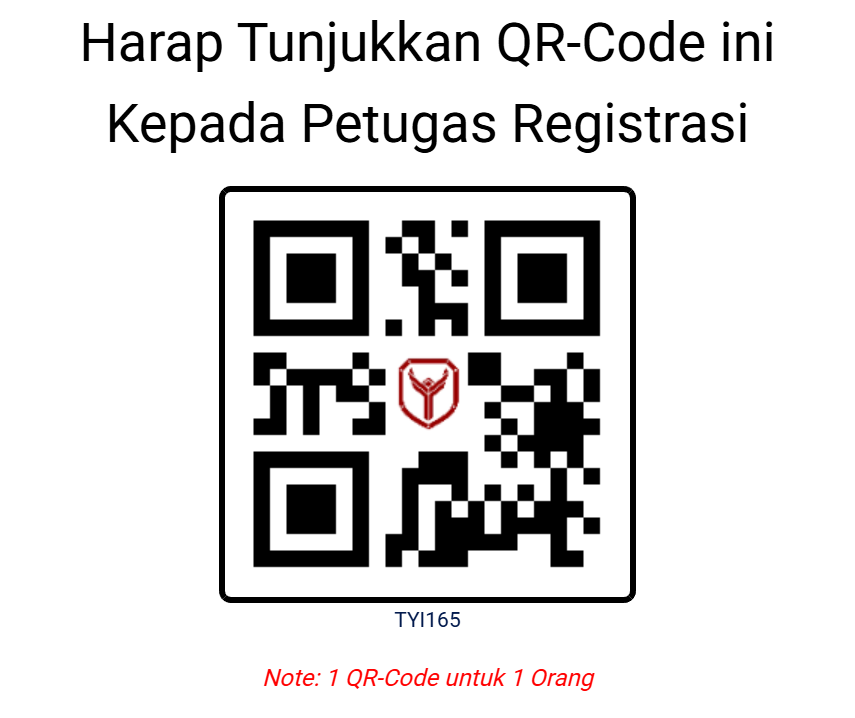 Harap Tunjukkan QR-Code ini
Kepada Petugas Registrasi
TYI165
Note: 1 QR-Code untuk 1 Orang